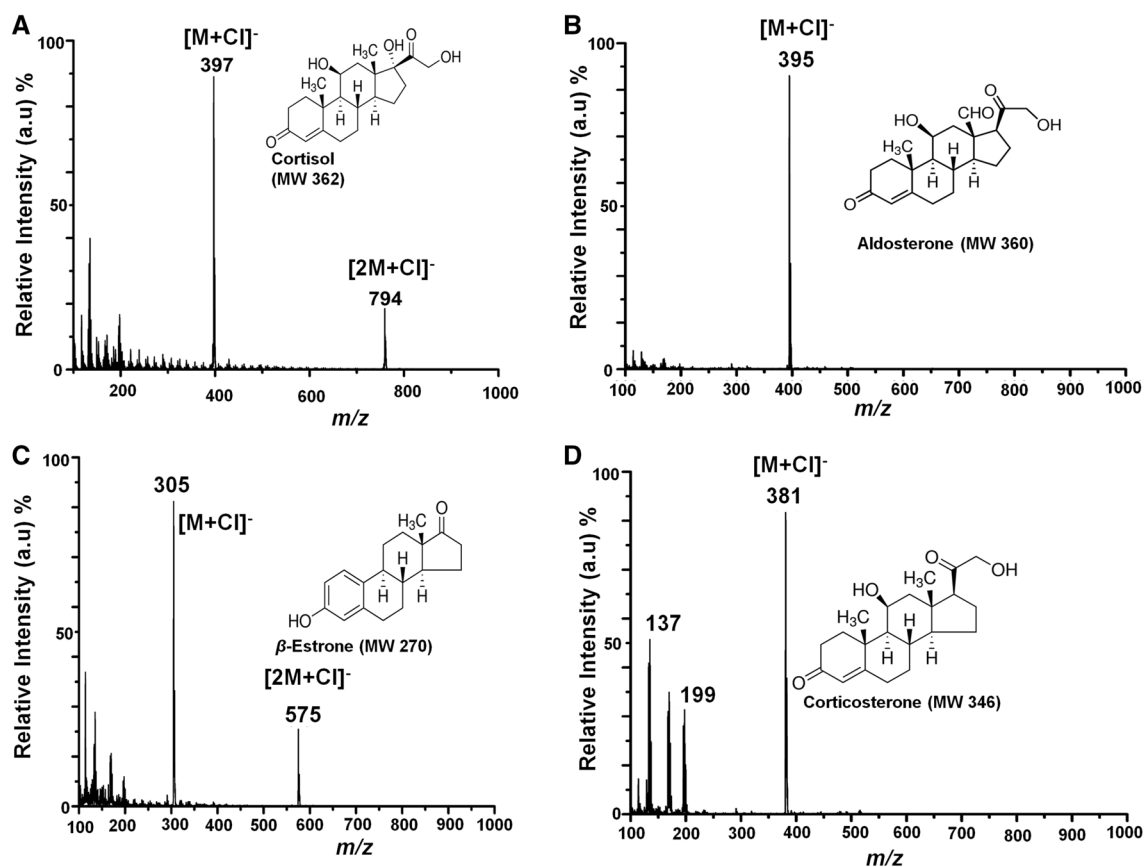 A
Relative Intensity (a.u) %
100
50
0
[M+Cl]-
397
HO
H3C
H3C
OH
O
OH
H
H
H
O
Cortisol
(MW 362)
[2M+Cl]-
794
200
400
600
800
1000
m/z
B
Relative Intensity (a.u) %
100
50
0
[M+Cl]-
395
O
CHO
OH
HO
H3C
H
H
H
O
Aldosterone (MW 360)
100
200
300
400
500
600
700
800
900
1000
m/z
C
Relative Intensity (a.u) %
100
50
0
305
[M+Cl]-
O
H3C
H
H
H
HO
β-Estrone (MW 270)
[2M+Cl]-
575
100
200
300
400
500
600
700
800
900
1000
m/z
D
Relative Intensity (a.u) %
100
50
0
[M+Cl]-
381
137
199
O
OH
H3C
HO
H3C
H
H
H
O
Corticosterone (MW 346)
100
200
300
400
500
600
700
800
900
1000
m/z